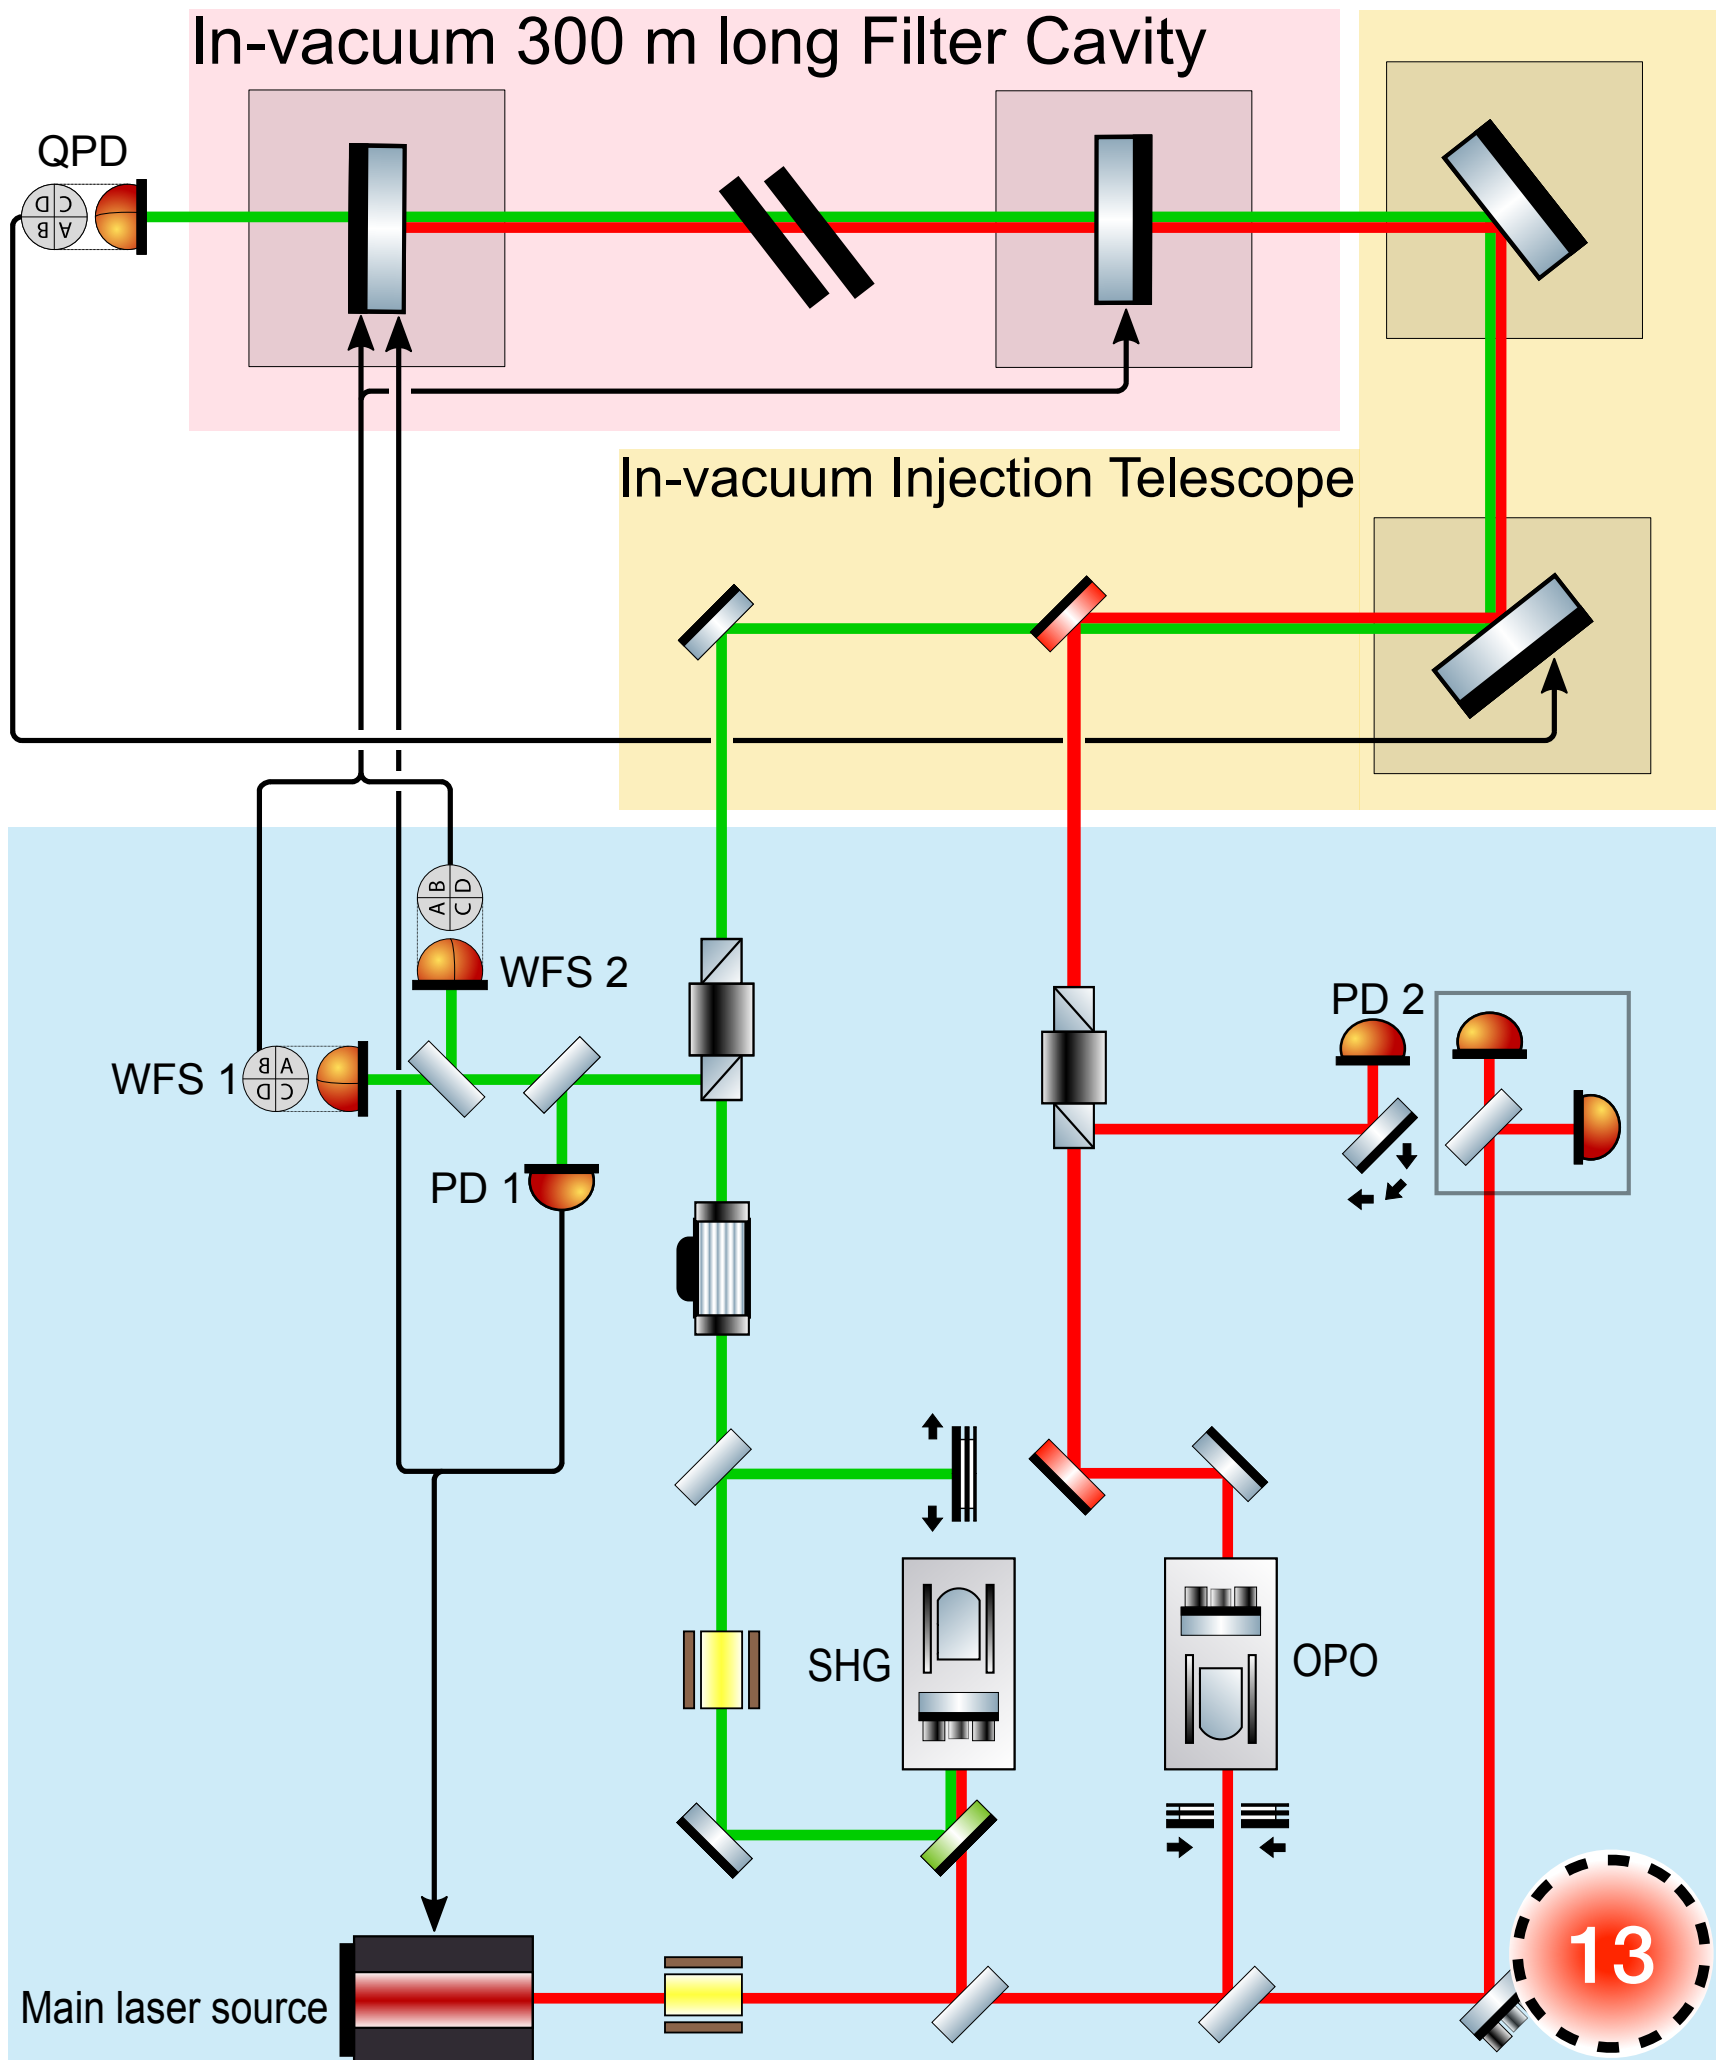 In-vacuum 300 m long Filter Cavity
QPD
A B
C D
In-vacuum Injection Telescope
A B
C D
WFS 2
WFS 1
A B
C D
PD 2
PD 1
SHG
OPO
Main laser source
13